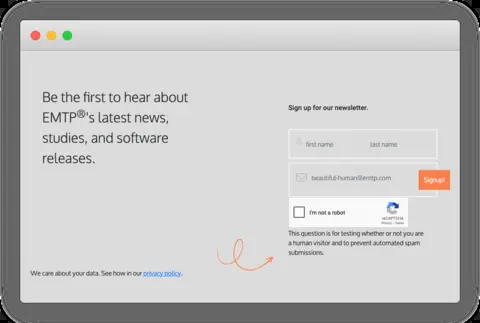 Be the first to hear about
EMTP®'s latest news,
studies, and software
releases.
We care about your data. See how in our privacy policy.
Sign up for our newsletter.
first name last name
beautiful-human@emtp.com
Signup!
I'm not a robot
reCAPTCHA
Privacy - Terms
This question is for testing whether or not you are
a human visitor and to prevent automated spam
submissions.